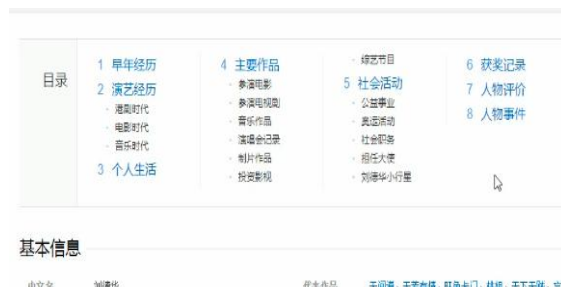 目录
1 早年经历
2 演艺经历
港剧时代
电影时代
音乐时代
3 个人生活
4 主要作品
参演电影
参演电视剧
音乐作品
演唱会记录
制片作品
投资影视
综艺节目
5 社会活动
公益事业
奥运活动
社会职务
担任大使
刘德华小行星
6 获奖记录
7 人物评价
8 人物事件
基本信息
中文名 刘德华 代表作品